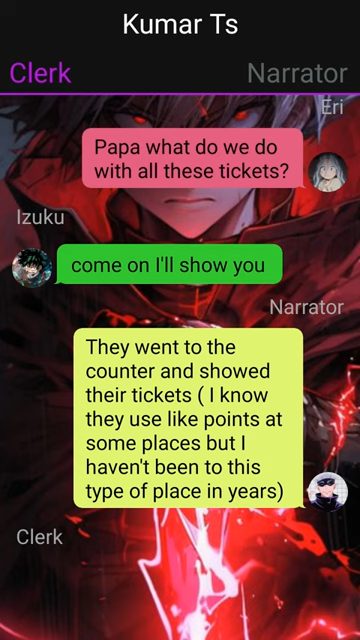 Kumar Ts
Clerk
Narrator
Eri
Papa what do we do
with all these tickets?
Izuku
come on I'll show you
Narrator
They went to the
counter and showed
their tickets ( I know
they use like points at
some places but I
haven't been to this
type of place in years)
Clerk